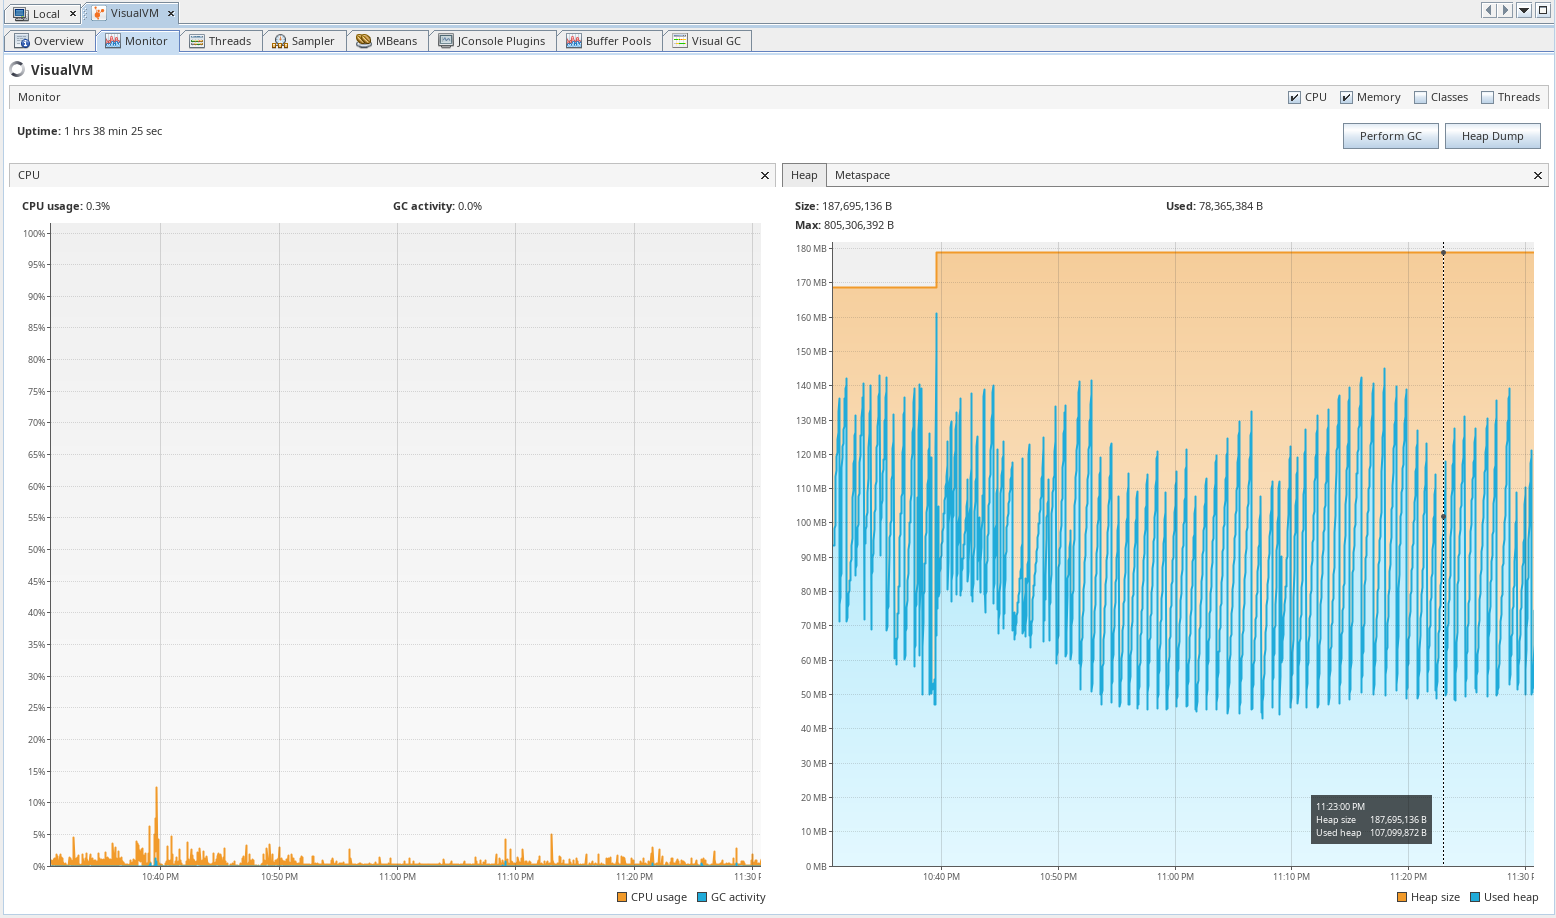 Local VisualVM
Overview Monitor Threads Sampler MBeans JConsole Plugins Buffer Pools Visual GC
VisualVM
Monitor CPU Memory Classes Threads
Uptime: 1 hrs 38 min 25 sec
Perform GC Heap Dump
CPU
CPU usage: 0.3% GC activity: 0.0%
100%
95%
90%
85%
80%
75%
70%
65%
60%
55%
50%
45%
40%
35%
30%
25%
20%
15%
10%
5%
0%
10:40 PM 10:50 PM 11:00 PM 11:10 PM 11:20 PM 11:30 P
CPU usage GC activity
Heap Metaspace
Size: 187,695,136 B Used: 78,365,384 B
Max: 805,306,392 B
180 MB
170 MB
160 MB
150 MB
140 MB
130 MB
120 MB
110 MB
100 MB
90 MB
80 MB
70 MB
60 MB
50 MB
40 MB
30 MB
20 MB
10 MB
0 MB
11:23:00 PM
Heap size 187,695,136 B
Used heap 107,099,872 B
10:40 PM 10:50 PM 11:00 PM 11:10 PM 11:20 PM 11:30 P
Heap size Used heap